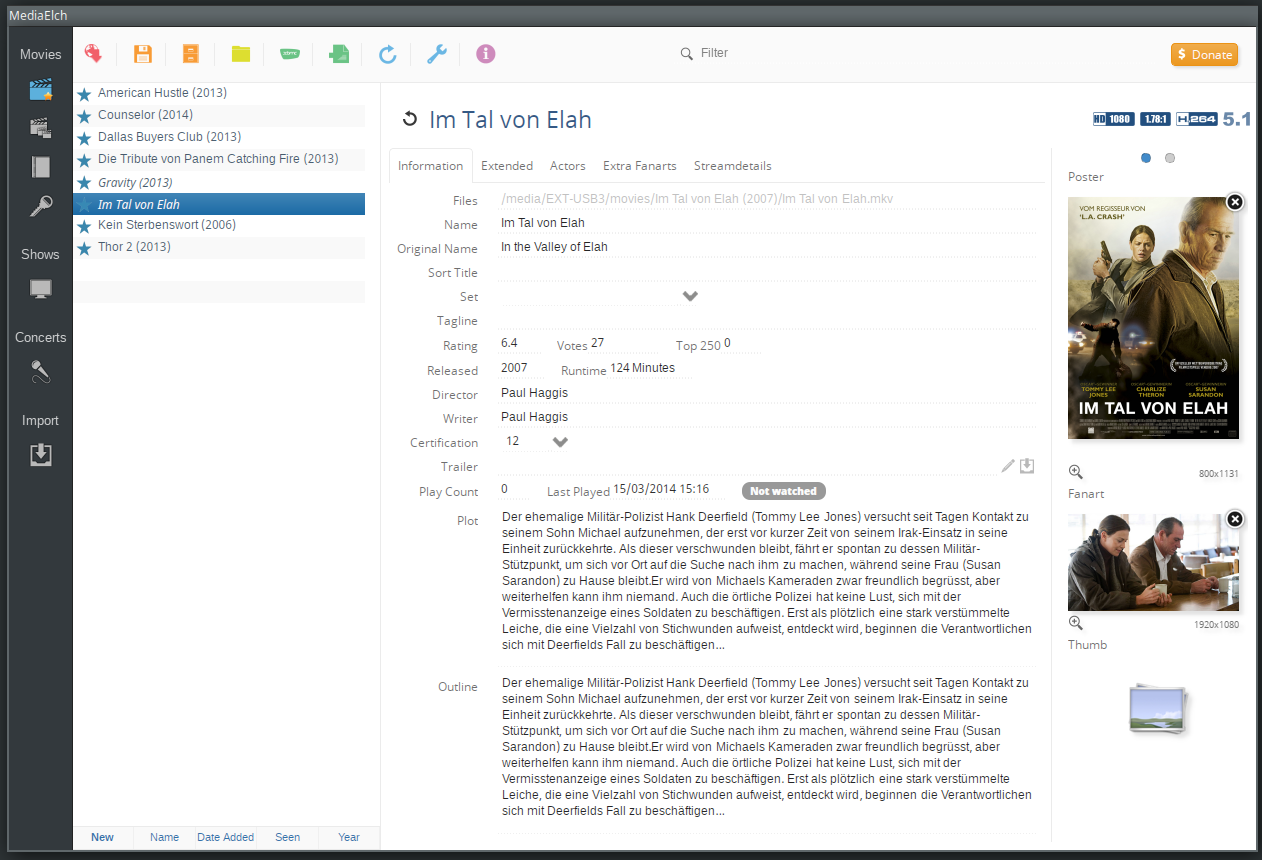 MediaElch
Movies
Shows
Concerts
Import
Filter
$ Donate
American Hustle (2013)
Counselor (2014)
Dallas Buyers Club (2013)
Die Tribute von Panem Catching Fire (2013)
Gravity (2013)
Im Tal von Elah
Kein Sterbenswort (2006)
Thor 2 (2013)
New Name Date Added Seen Year
Im Tal von Elah
HD 1080 1.78:1 H.264 5.1
Information Extended Actors Extra Fanarts Streamdetails
Files /media/EXT-USB3/movies/Im Tal von Elah (2007)/Im Tal von Elah.mkv
Name Im Tal von Elah
Original Name In the Valley of Elah
Sort Title
Set
Tagline
Rating 6.4 Votes 27 Top 250 0
Released 2007 Runtime 124 Minutes
Director Paul Haggis
Writer Paul Haggis
Certification 12
Trailer
Play Count 0 Last Played 15/03/2014 15:16 Not watched
Plot Der ehemalige Militär-Polizist Hank Deerfield (Tommy Lee Jones) versucht seit Tagen Kontakt zu
seinem Sohn Michael aufzunehmen, der erst vor kurzer Zeit von seinem Irak-Einsatz in seine
Einheit zurückkehrte. Als dieser verschwunden bleibt, fährt er spontan zu dessen Militär-
Stützpunkt, um sich vor Ort auf die Suche nach ihm zu machen, während seine Frau (Susan
Sarandon) zu Hause bleibt.Er wird von Michaels Kameraden zwar freundlich begrüsst, aber
weiterhelfen kann ihm niemand. Auch die örtliche Polizei hat keine Lust, sich mit der
Vermisstenanzeige eines Soldaten zu beschäftigen. Erst als plötzlich eine stark verstümmelte
Leiche, die eine Vielzahl von Stichwunden aufweist, entdeckt wird, beginnen die Verantwortlichen
sich mit Deerfields Fall zu beschäftigen...
Outline Der ehemalige Militär-Polizist Hank Deerfield (Tommy Lee Jones) versucht seit Tagen Kontakt zu
seinem Sohn Michael aufzunehmen, der erst vor kurzer Zeit von seinem Irak-Einsatz in seine
Einheit zurückkehrte. Als dieser verschwunden bleibt, fährt er spontan zu dessen Militär-
Stützpunkt, um sich vor Ort auf die Suche nach ihm zu machen, während seine Frau (Susan
Sarandon) zu Hause bleibt.Er wird von Michaels Kameraden zwar freundlich begrüsst, aber
weiterhelfen kann ihm niemand. Auch die örtliche Polizei hat keine Lust, sich mit der
Vermisstenanzeige eines Soldaten zu beschäftigen. Erst als plötzlich eine stark verstümmelte
Leiche, die eine Vielzahl von Stichwunden aufweist, entdeckt wird, beginnen die Verantwortlichen
sich mit Deerfields Fall zu beschäftigen...
Poster
VOM REGISSEUR VON
'L.A. CRASH'
TOMMY LEE JONES
CHARLIZE THERON
SUSAN SARANDON
IM TAL VON ELAH
800x1131
Fanart
1920x1080
Thumb